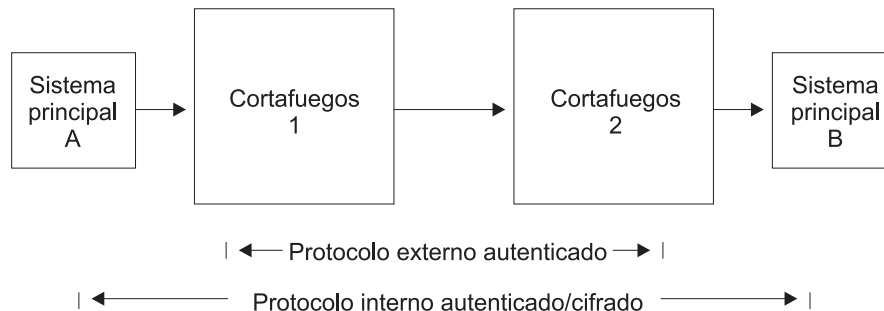 Sistema
principal
A
Cortafuegos
1
Cortafuegos
2
Sistema
principal
B
Protocolo externo autenticado
Protocolo interno autenticado/cifrado